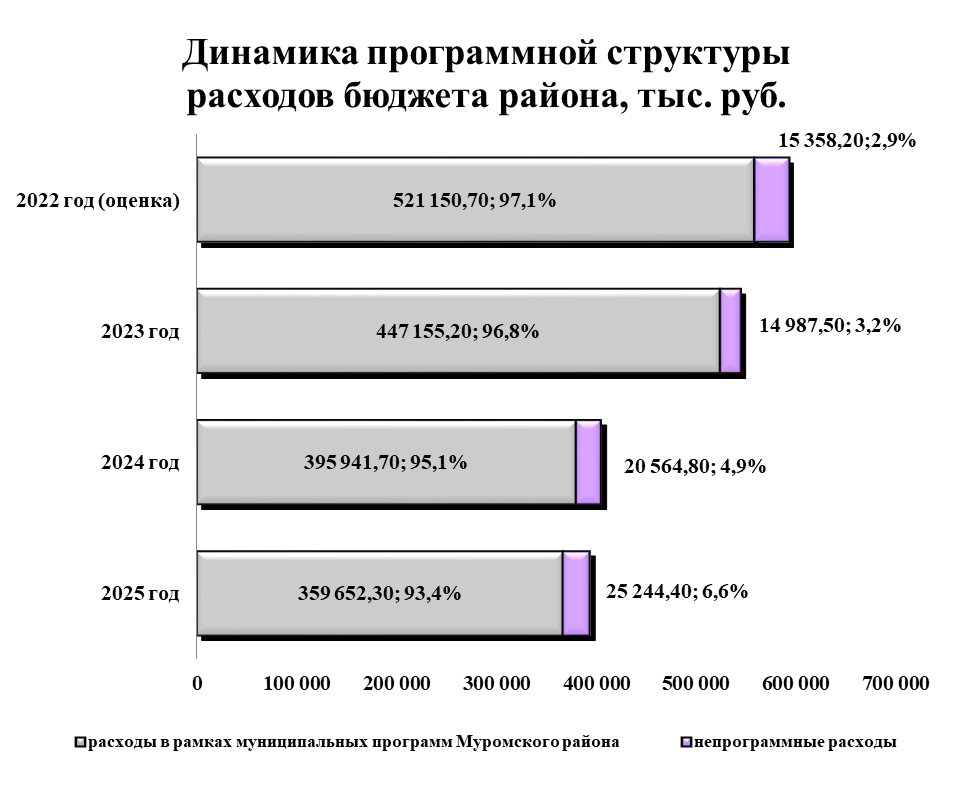 Динамика программной структуры
расходов бюджета района, тыс. руб.
15 358,20;2,9%
2022 год (оценка)
521 150,70; 97,1%
2023 год
447 155,20; 96,8%
14 987,50; 3,2%
2024 год
395 941,70; 95,1%
20 564,80; 4,9%
2025 год
359 652,30; 93,4%
25 244,40; 6,6%
0 100 000 200 000 300 000 400 000 500 000 600 000 700 000
расходы в рамках муниципальных программ Муромского района
непрограммные расходы